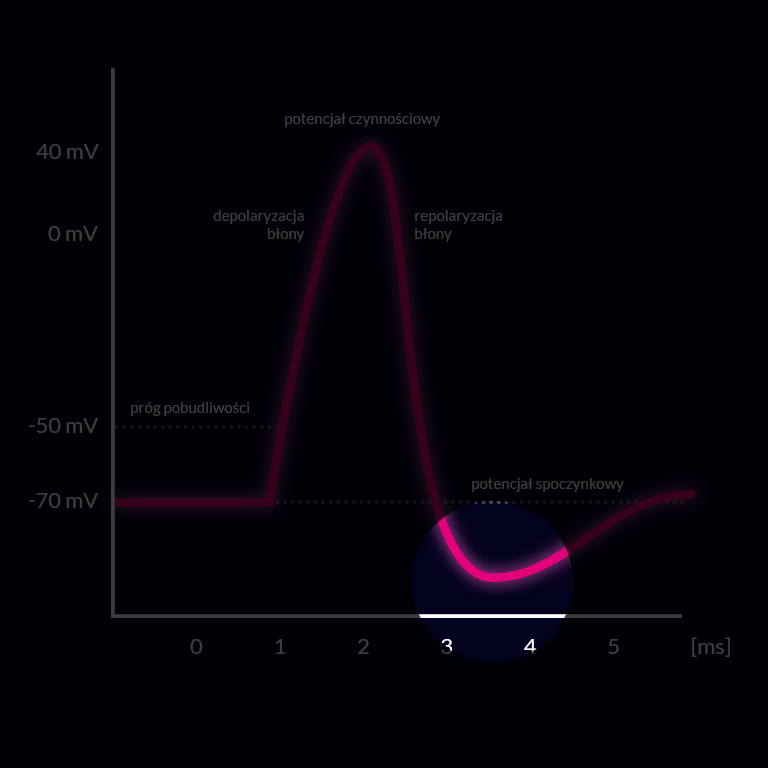 potencjał czynnościowy
40 mV
depolaryzacja
błony
repolaryzacja
błony
0 mV
próg pobudliwości
-50 mV
potencjał spoczynkowy
-70 mV
0 1 2 3 4 5 [ms]